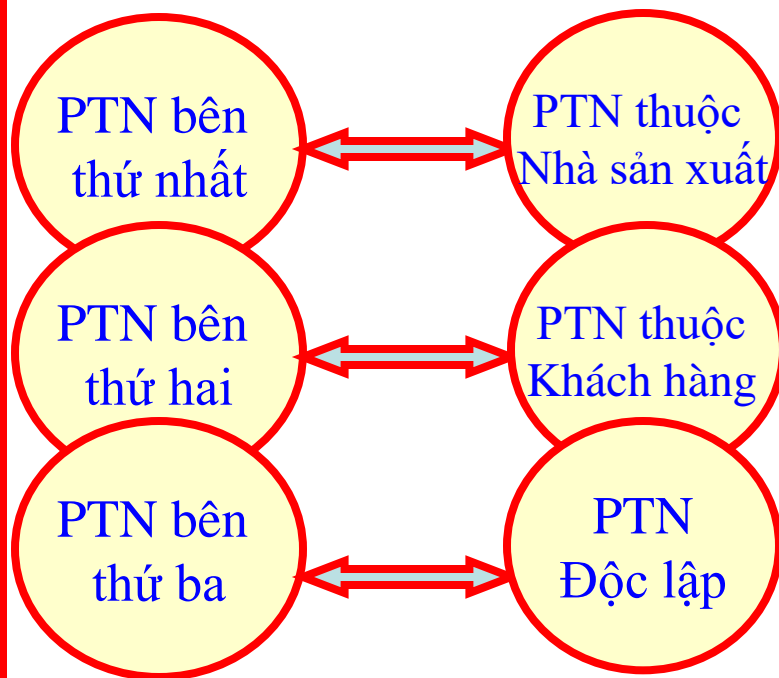 PTN bên
thứ nhất
PTN thuộc
Nhà sản xuất
PTN bên
thứ hai
PTN thuộc
Khách hàng
PTN bên
thứ ba
PTN
Độc lập